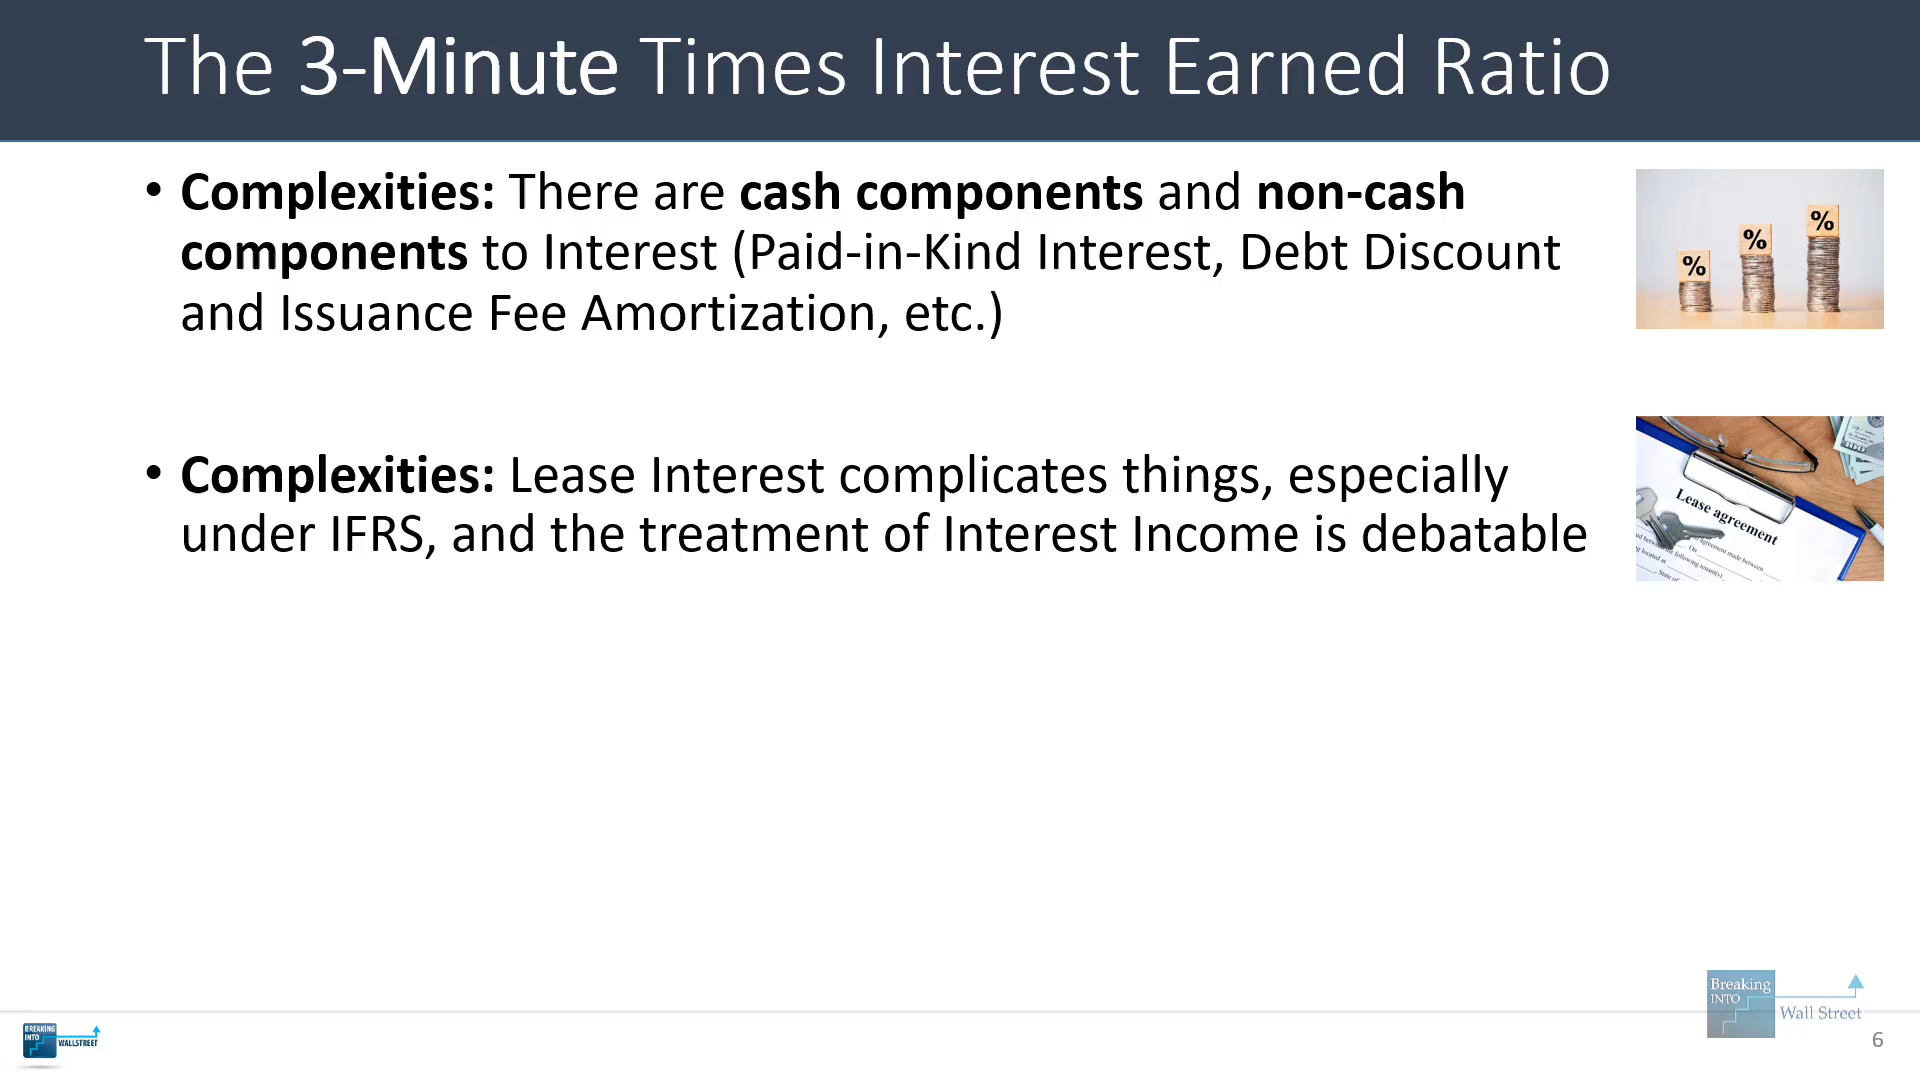 The 3-Minute Times Interest Earned Ratio
• Complexities: There are cash components and non-cash
components to Interest (Paid-in-Kind Interest, Debt Discount
and Issuance Fee Amortization, etc.)
%
%
%
• Complexities: Lease Interest complicates things, especially
under IFRS, and the treatment of Interest Income is debatable
Lease agreement
Breaking
INTO
Wall Street
BREAKING
INTO
WALLSTREET
6